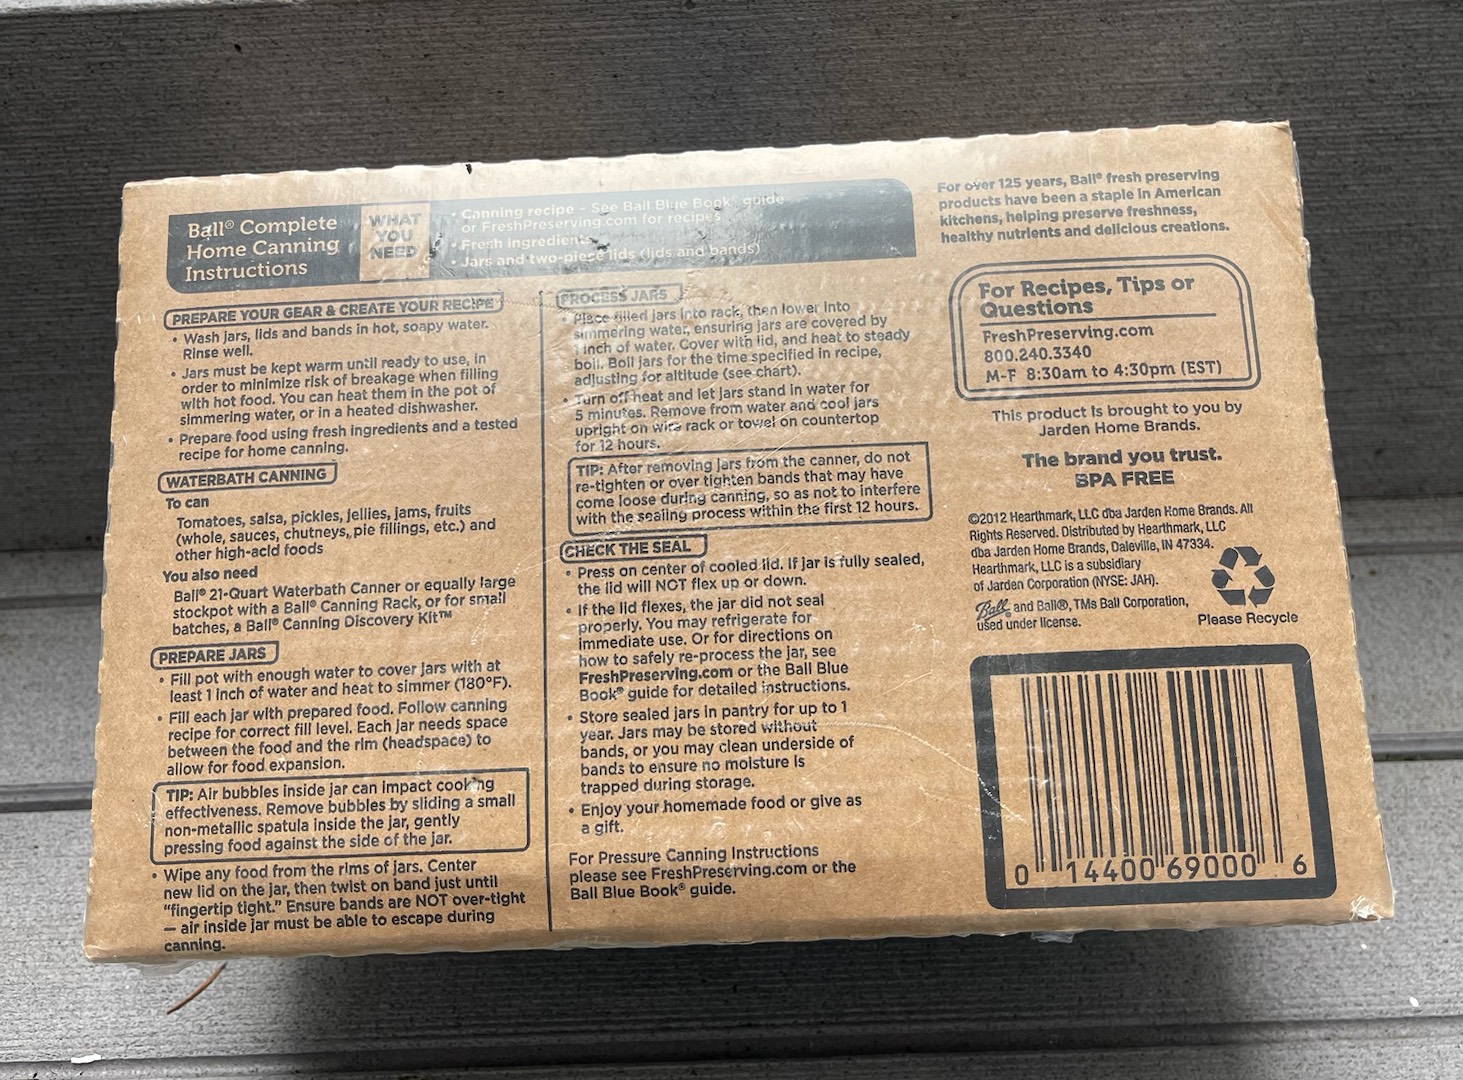 Ball® Complete
Home Canning
Instructions
WHAT
YOU
NEED
• Canning recipe – See Ball Blue Book® guide
or FreshPreserving.com for recipes
• Fresh ingredients
• Jars and two-piece lids (lids and bands)
PREPARE YOUR GEAR & CREATE YOUR RECIPE
• Wash jars, lids and bands in hot, soapy water.
Rinse well.
• Jars must be kept warm until ready to use, in
order to minimize risk of breakage when filling
with hot food. You can heat them in the pot of
simmering water, or in a heated dishwasher.
• Prepare food using fresh ingredients and a tested
recipe for home canning.
WATERBATH CANNING
To can
Tomatoes, salsa, pickles, jellies, jams, fruits
(whole, sauces, chutneys, pie fillings, etc.) and
other high-acid foods
You also need
Ball® 21-Quart Waterbath Canner or equally large
stockpot with a Ball® Canning Rack, or for small
batches, a Ball® Canning Discovery Kit™
PREPARE JARS
• Fill pot with enough water to cover jars with at
least 1 inch of water and heat to simmer (180°F).
• Fill each jar with prepared food. Follow canning
recipe for correct fill level. Each jar needs space
between the food and the rim (headspace) to
allow for food expansion.
TIP: Air bubbles inside jar can impact cooking
effectiveness. Remove bubbles by sliding a small
non-metallic spatula inside the jar, gently
pressing food against the side of the jar.
• Wipe any food from the rims of jars. Center
new lid on the jar, then twist on band just until
"fingertip tight." Ensure bands are NOT over-tight
— air inside jar must be able to escape during
canning.
PROCESS JARS
• Place filled jars into rack, then lower into
simmering water, ensuring jars are covered by
1 inch of water. Cover with lid, and heat to steady
boil. Boil jars for the time specified in recipe,
adjusting for altitude (see chart).
• Turn off heat and let jars stand in water for
5 minutes. Remove from water and cool jars
upright on wire rack or towel on countertop
for 12 hours.
TIP: After removing jars from the canner, do not
re-tighten or over tighten bands that may have
come loose during canning, so as not to interfere
with the sealing process within the first 12 hours.
CHECK THE SEAL
• Press on center of cooled lid. If jar is fully sealed,
the lid will NOT flex up or down.
• If the lid flexes, the jar did not seal
properly. You may refrigerate for
immediate use. Or for directions on
how to safely re-process the jar, see
FreshPreserving.com or the Ball Blue
Book® guide for detailed instructions.
• Store sealed jars in pantry for up to 1
year. Jars may be stored without
bands, or you may clean underside of
bands to ensure no moisture is
trapped during storage.
• Enjoy your homemade food or give as
a gift.
For Pressure Canning Instructions
please see FreshPreserving.com or the
Ball Blue Book® guide.
For over 125 years, Ball® fresh preserving
products have been a staple in American
kitchens, helping preserve freshness,
healthy nutrients and delicious creations.
For Recipes, Tips or
Questions
FreshPreserving.com
800.240.3340
M-F 8:30am to 4:30pm (EST)
This product is brought to you by
Jarden Home Brands.
The brand you trust.
BPA FREE
©2012 Hearthmark, LLC dba Jarden Home Brands. All
Rights Reserved. Distributed by Hearthmark, LLC
dba Jarden Home Brands, Daleville, IN 47334.
Hearthmark, LLC is a subsidiary
of Jarden Corporation (NYSE: JAH).
Ball® and Ball®, TMs Ball Corporation,
used under license.
Please Recycle
0 14400 69000 6